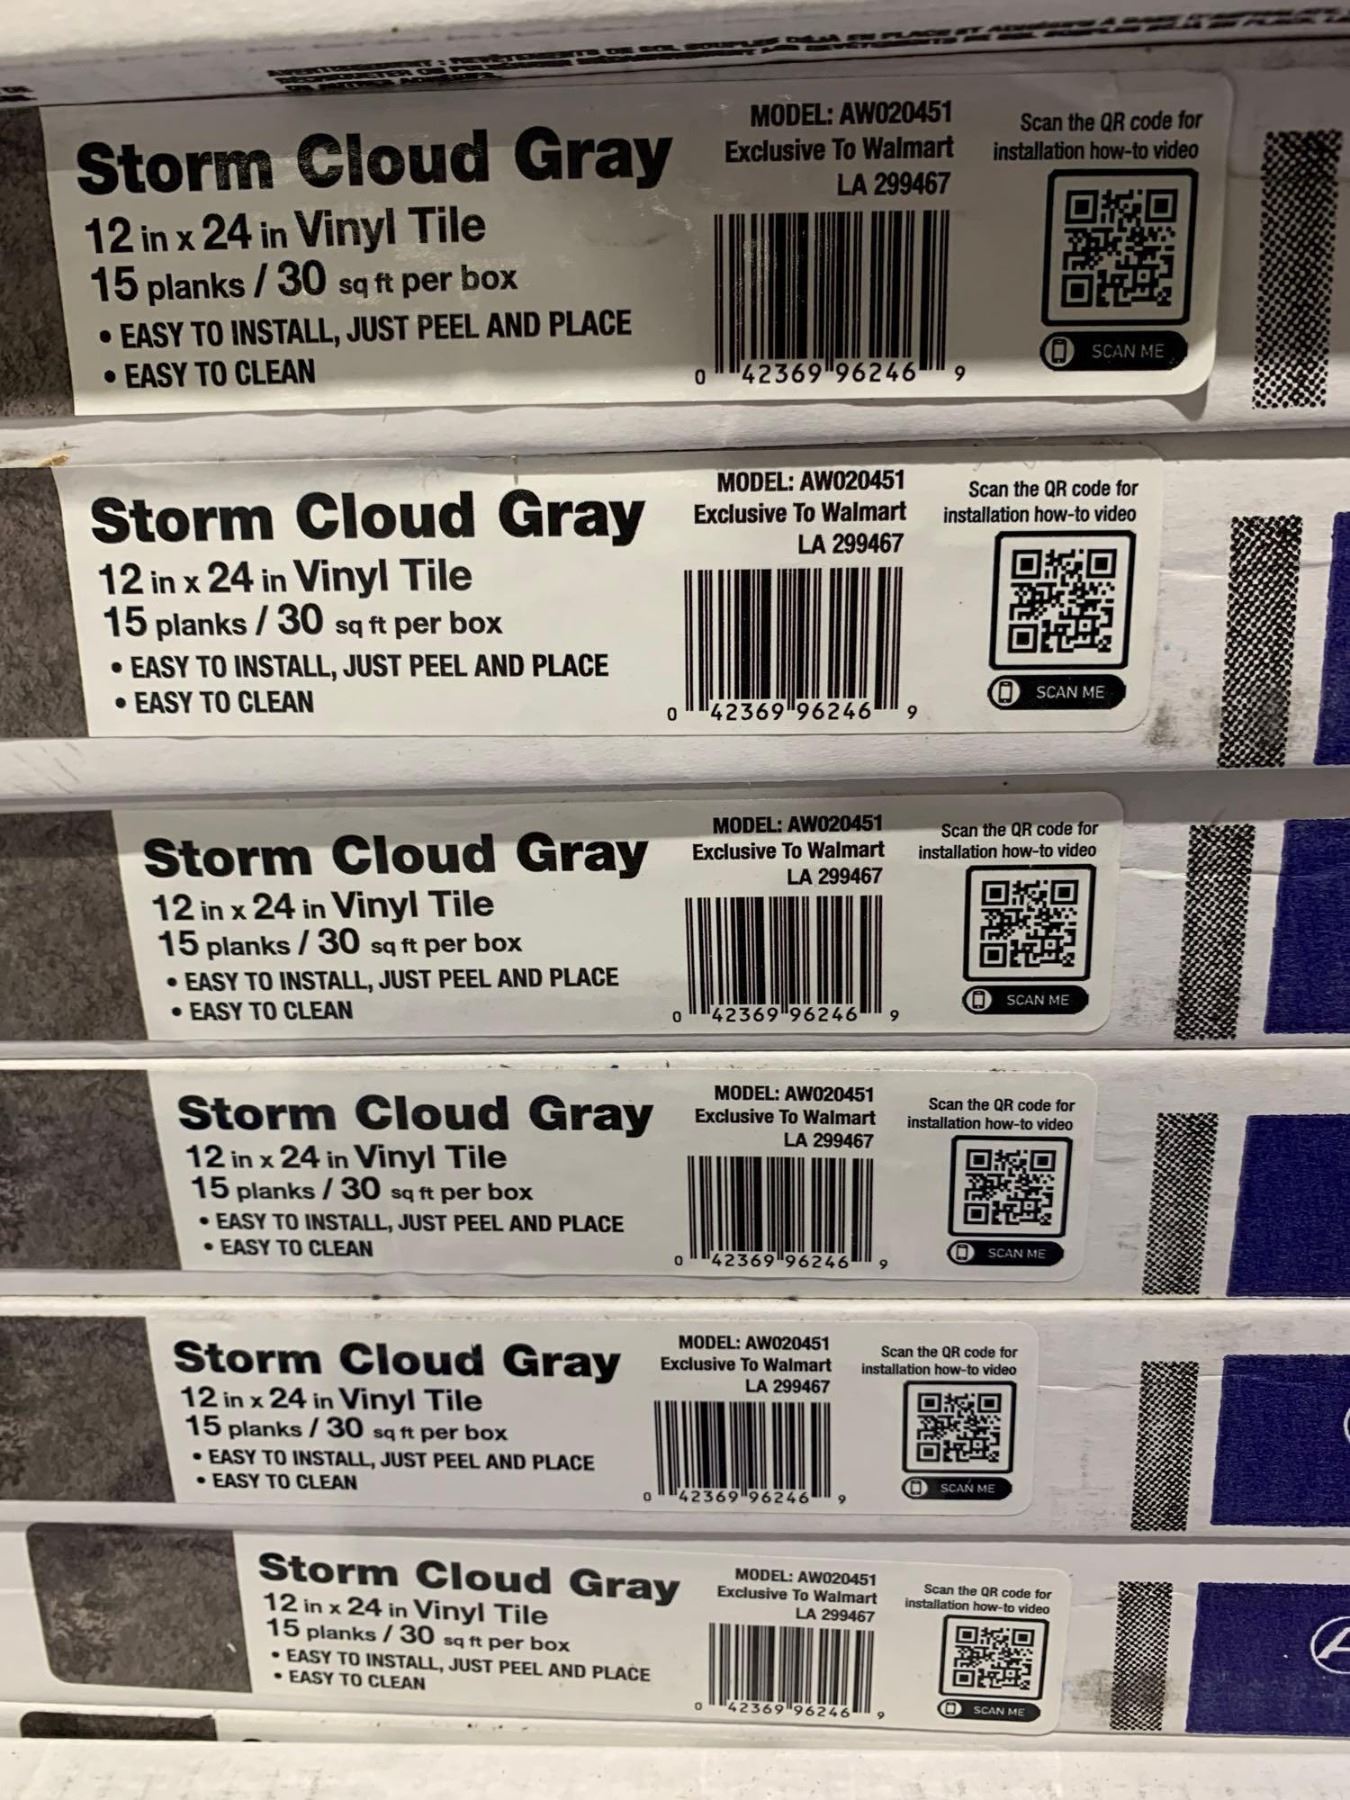 AVERTISSEMENT : REVÊTEMENTS DE SOL SOUPLES DÉJÀ EN PLACE ET ADHÉSIFS À BASE
Storm Cloud Gray
12 in x 24 in Vinyl Tile
15 planks / 30 sq ft per box
• EASY TO INSTALL, JUST PEEL AND PLACE
• EASY TO CLEAN
MODEL: AW020451
Exclusive To Walmart
LA 299467
0 42369 96246 9
Scan the QR code for
installation how-to video
SCAN ME
Storm Cloud Gray
12 in x 24 in Vinyl Tile
15 planks / 30 sq ft per box
• EASY TO INSTALL, JUST PEEL AND PLACE
• EASY TO CLEAN
MODEL: AW020451
Exclusive To Walmart
LA 299467
0 42369 96246 9
Scan the QR code for
installation how-to video
SCAN ME
Storm Cloud Gray
12 in x 24 in Vinyl Tile
15 planks / 30 sq ft per box
• EASY TO INSTALL, JUST PEEL AND PLACE
• EASY TO CLEAN
MODEL: AW020451
Exclusive To Walmart
LA 299467
0 42369 96246 9
Scan the QR code for
installation how-to video
SCAN ME
Storm Cloud Gray
12 in x 24 in Vinyl Tile
15 planks / 30 sq ft per box
• EASY TO INSTALL, JUST PEEL AND PLACE
• EASY TO CLEAN
MODEL: AW020451
Exclusive To Walmart
LA 299467
0 42369 96246 9
Scan the QR code for
installation how-to video
SCAN ME
Storm Cloud Gray
12 in x 24 in Vinyl Tile
15 planks / 30 sq ft per box
• EASY TO INSTALL, JUST PEEL AND PLACE
• EASY TO CLEAN
MODEL: AW020451
Exclusive To Walmart
LA 299467
0 42369 96246 9
Scan the QR code for
installation how-to video
SCAN ME
Storm Cloud Gray
12 in x 24 in Vinyl Tile
15 planks / 30 sq ft per box
• EASY TO INSTALL, JUST PEEL AND PLACE
• EASY TO CLEAN
MODEL: AW020451
Exclusive To Walmart
LA 299467
0 42369 96246 9
Scan the QR code for
installation how-to video
SCAN ME
A